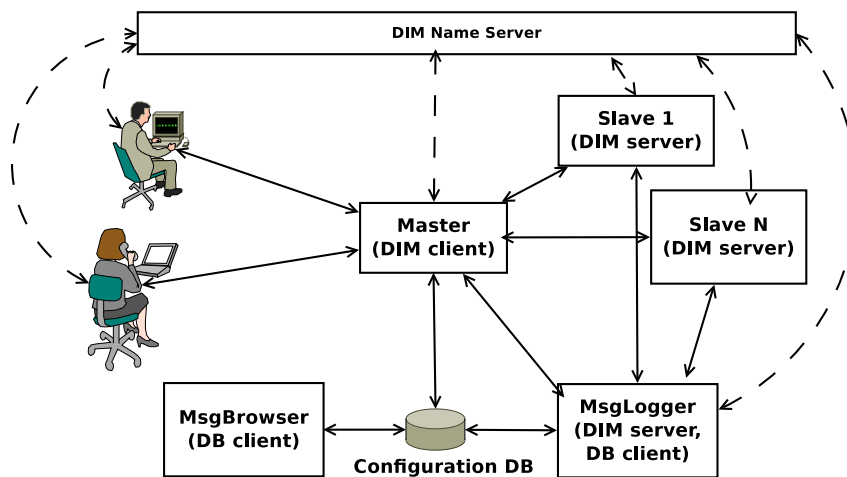 DIM Name Server
Slave 1
(DIM server)
Master
(DIM client)
Slave N
(DIM server)
MsgBrowser
(DB client)
MsgLogger
(DIM server,
DB client)
Configuration DB